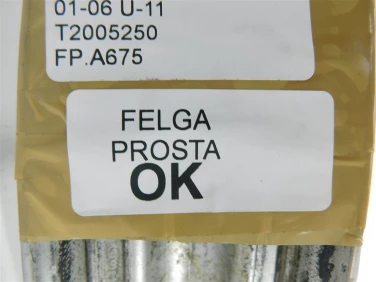 01-06 U-11
T2005250
FP.A675
FELGA
PROSTA
OK